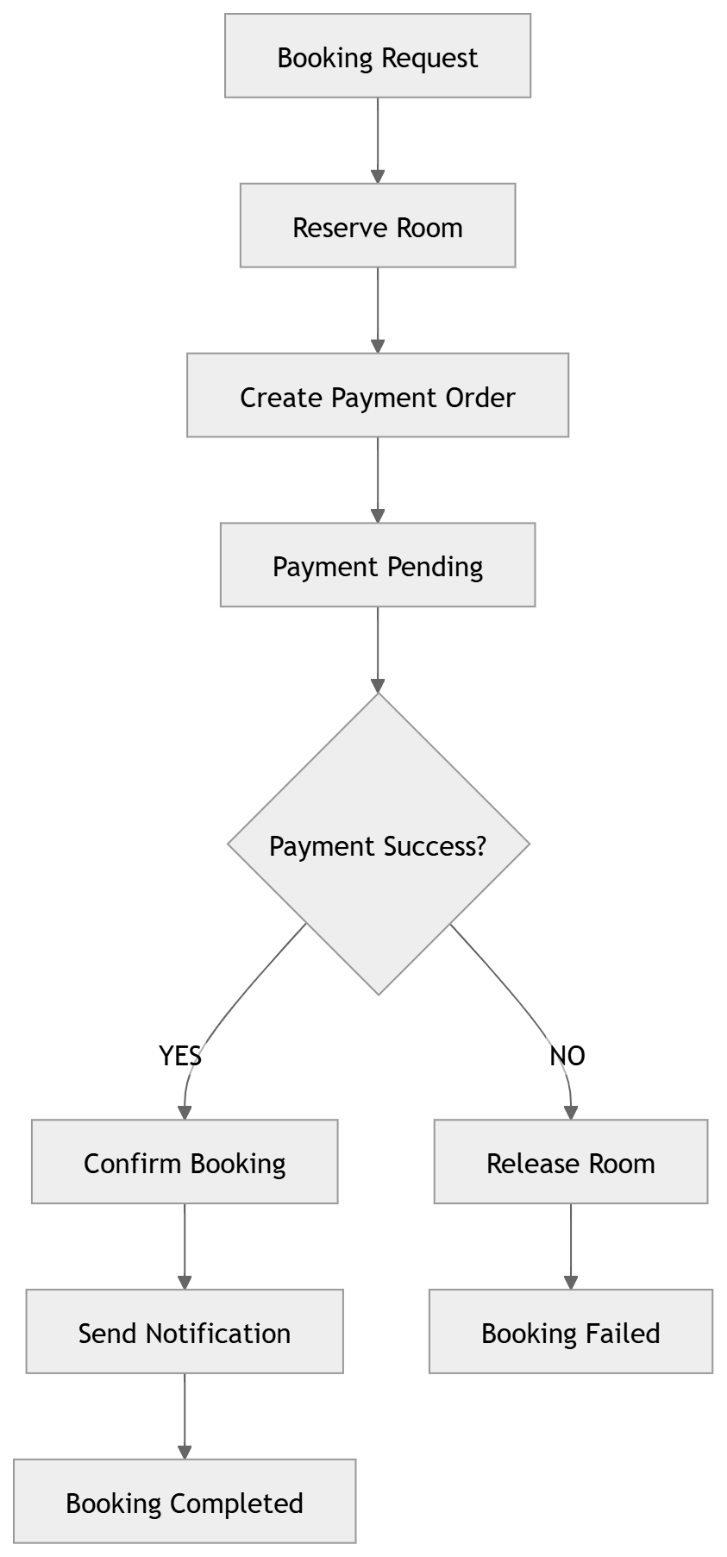 Booking Request
Reserve Room
Create Payment Order
Payment Pending
Payment Success?
YES
NO
Confirm Booking
Release Room
Send Notification
Booking Failed
Booking Completed